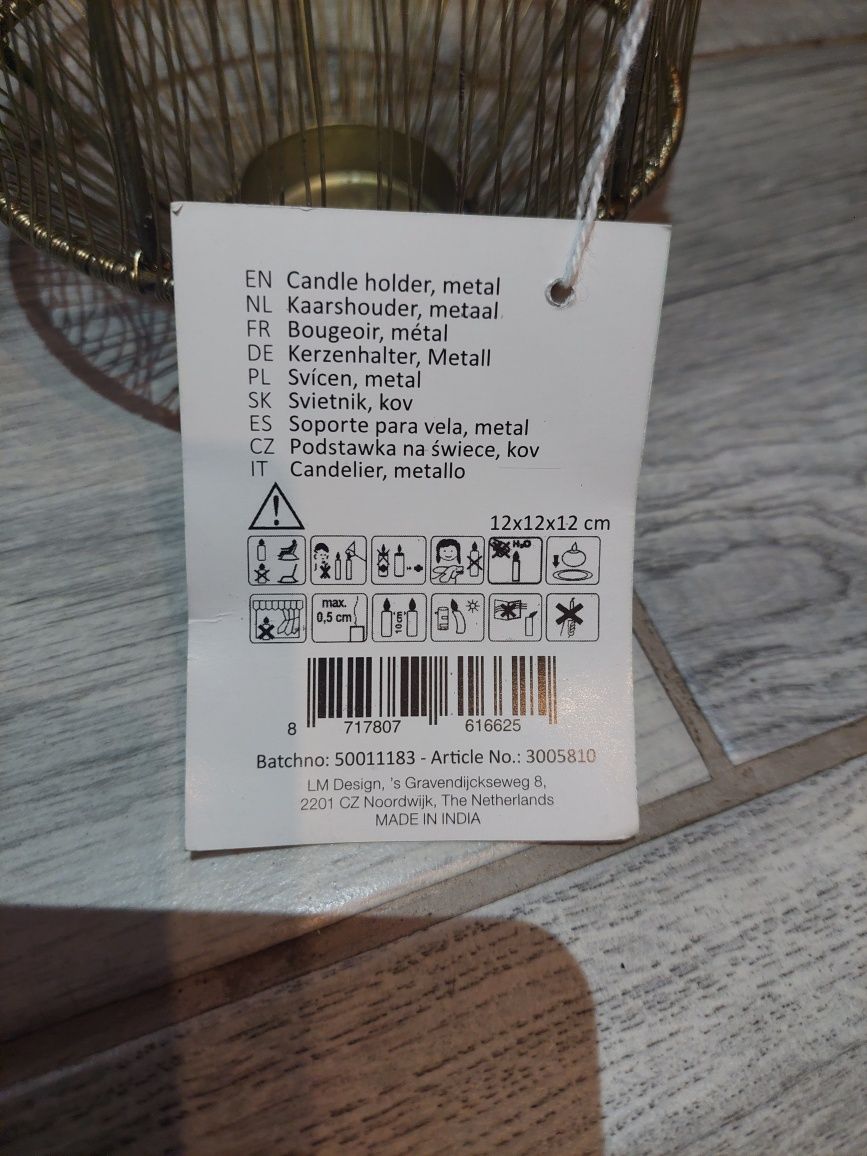 EN Candle holder, metal
NL Kaarshouder, metaal
FR Bougeoir, métal
DE Kerzenhalter, Metall
PL Svícen, metal
SK Svietnik, kov
ES Soporte para vela, metal
CZ Podstawka na świece, kov
IT Candelier, metallo
12x12x12 cm
H₂O
max.
0,5 cm
8 717807 616625
Batchno: 50011183 - Article No.: 3005810
LM Design, 's Gravendijckseweg 8,
2201 CZ Noordwijk, The Netherlands
MADE IN INDIA